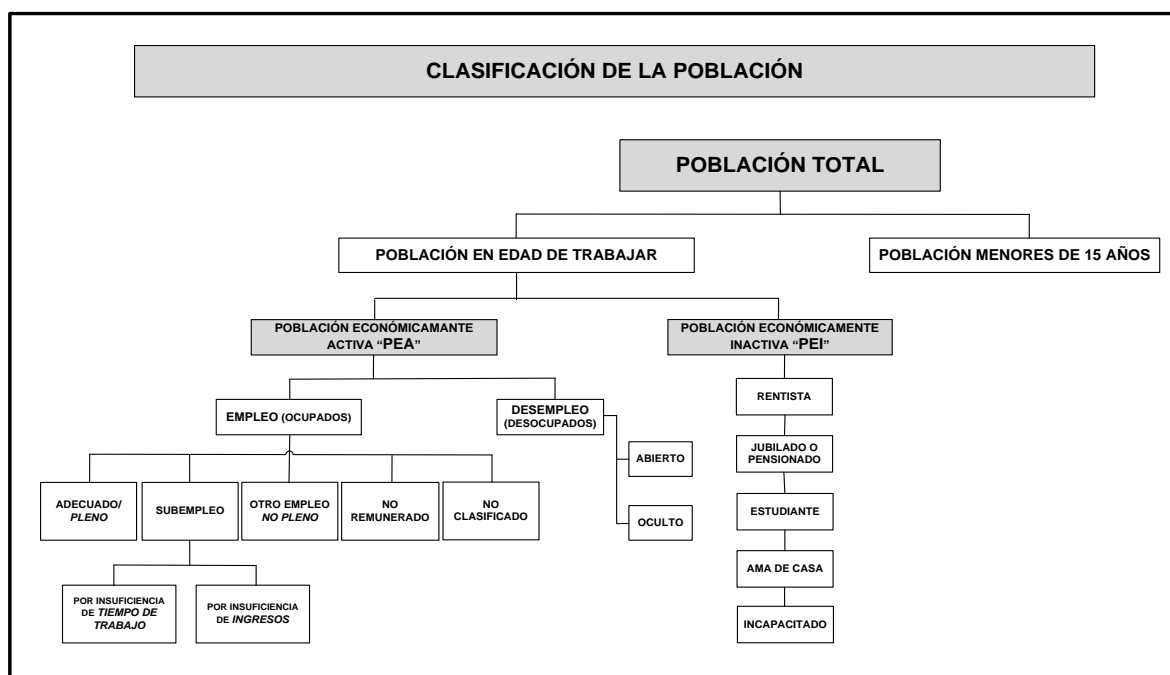 CLASIFICACIÓN DE LA POBLACIÓN
POBLACIÓN TOTAL
POBLACIÓN EN EDAD DE TRABAJAR
POBLACIÓN MENORES DE 15 AÑOS
POBLACIÓN ECONÓMICAMANTE
ACTIVA “PEA”
POBLACIÓN ECONÓMICAMENTE
INACTIVA “PEI”
EMPLEO (OCUPADOS)
DESEMPLEO
(DESOCUPADOS)
RENTISTA
ABIERTO
JUBILADO O
PENSIONADO
ADECUADO/
PLENO
SUBEMPLEO
OTRO EMPLEO
NO PLENO
NO
REMUNERADO
NO
CLASIFICADO
OCULTO
ESTUDIANTE
AMA DE CASA
POR INSUFICIENCIA
DE TIEMPO DE
TRABAJO
POR INSUFICIENCIA
DE INGRESOS
INCAPACITADO